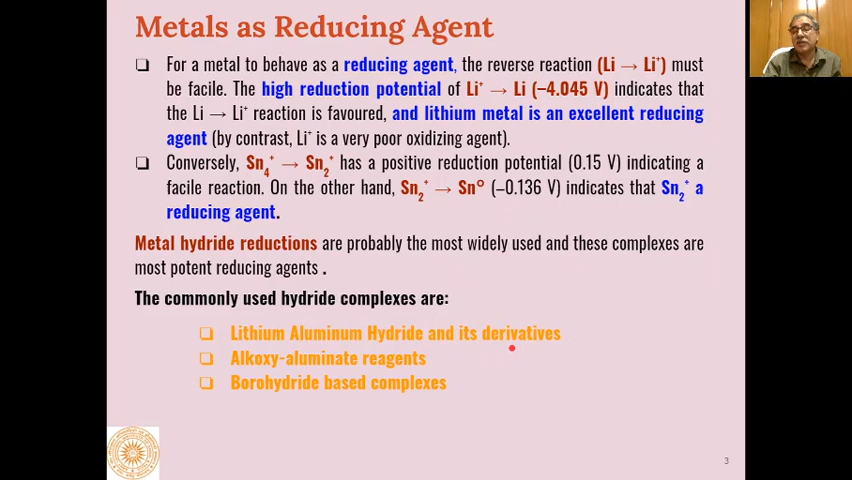 Metals as Reducing Agent
❑ For a metal to behave as a reducing agent, the reverse reaction (Li → Li⁺) must
be facile. The high reduction potential of Li⁺ → Li (–4.045 V) indicates that
the Li → Li⁺ reaction is favoured, and lithium metal is an excellent reducing
agent (by contrast, Li⁺ is a very poor oxidizing agent).
❑ Conversely, Sn₄⁺ → Sn₂⁺ has a positive reduction potential (0.15 V) indicating a
facile reaction. On the other hand, Sn₂⁺ → Sn⁰ (–0.136 V) indicates that Sn₂⁺ a
reducing agent.
Metal hydride reductions are probably the most widely used and these complexes are
most potent reducing agents .
The commonly used hydride complexes are:
❑ Lithium Aluminum Hydride and its derivatives
❑ Alkoxy-aluminate reagents
❑ Borohydride based complexes
3